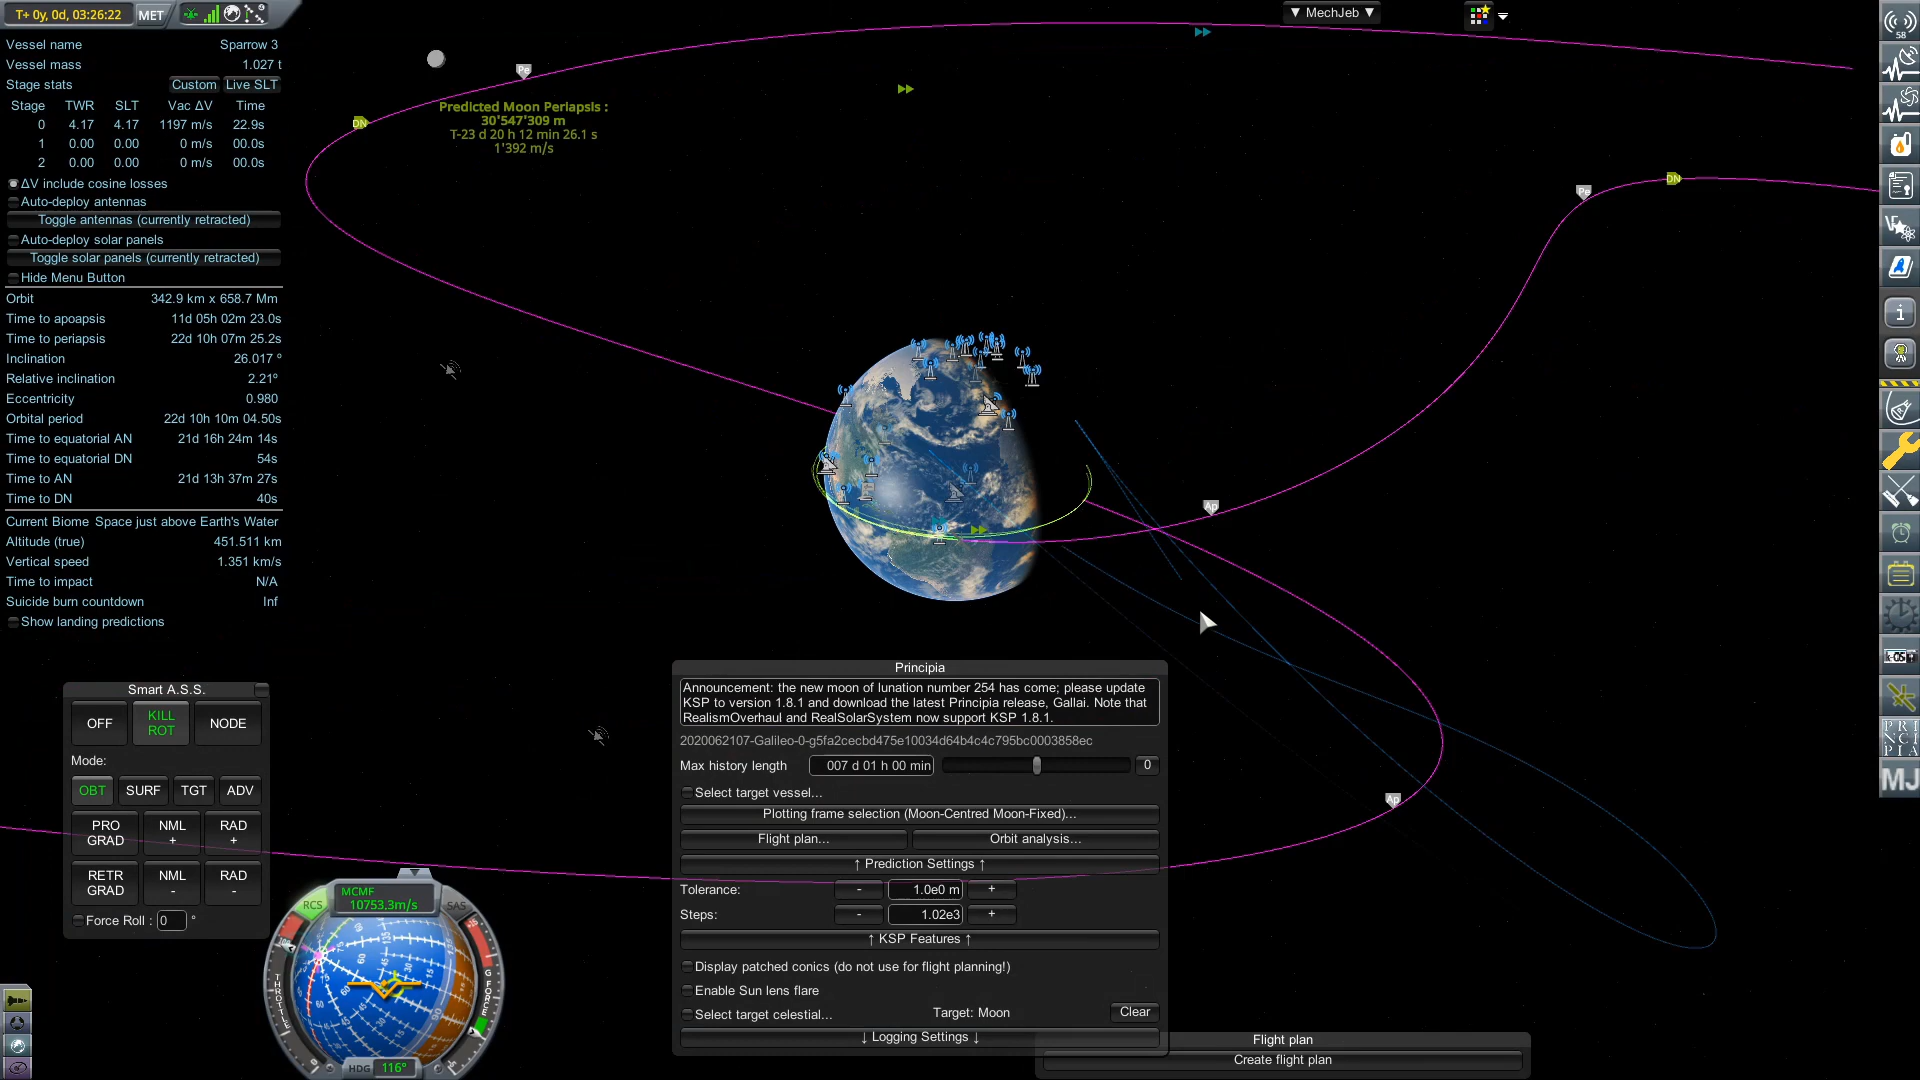 T+ 0y, 0d, 03:26:22 MET
▼ MechJeb ▼
58
Vessel name Sparrow 3
Vessel mass 1.027 t
Stage stats Custom Live SLT
Stage TWR SLT Vac ΔV Time
0 4.17 4.17 1197 m/s 22.9s
1 0.00 0.00 0 m/s 00.0s
2 0.00 0.00 0 m/s 00.0s
ΔV include cosine losses
Auto-deploy antennas
Toggle antennas (currently retracted)
Auto-deploy solar panels
Toggle solar panels (currently retracted)
Hide Menu Button
Orbit 342.9 km x 658.7 Mm
Time to apoapsis 11d 05h 02m 23.0s
Time to periapsis 22d 10h 07m 25.2s
Inclination 26.017 º
Relative inclination 2.21º
Eccentricity 0.980
Orbital period 22d 10h 10m 04.50s
Time to equatorial AN 21d 16h 24m 14s
Time to equatorial DN 54s
Time to AN 21d 13h 37m 27s
Time to DN 40s
Current Biome Space just above Earth's Water
Altitude (true) 451.511 km
Vertical speed 1.351 km/s
Time to impact N/A
Suicide burn countdown Inf
Show landing predictions
Pe
DN
Predicted Moon Periapsis :
30'547'309 m
T-23 d 20 h 12 min 26.1 s
1'392 m/s
Pe
DN
Ap
Ap
Smart A.S.S.
OFF KILL ROT NODE
Mode:
OBT SURF TGT ADV
PRO GRAD NML + RAD +
RETR GRAD NML - RAD -
Force Roll : 0 °
RCS MCMF 10753.3m/s SAS
THROTTLE
G FORCE
HDG 116°
Principia
Announcement: the new moon of lunation number 254 has come; please update
KSP to version 1.8.1 and download the latest Principia release, Gallai. Note that
RealismOverhaul and RealSolarSystem now support KSP 1.8.1.
2020062107-Galileo-0-g5fa2cecbd475e10034d64b4c4c795bc0003858ec
Max history length 007 d 01 h 00 min 0
Select target vessel...
Plotting frame selection (Moon-Centred Moon-Fixed)...
Flight plan... Orbit analysis...
↑ Prediction Settings ↑
Tolerance: - 1.0e0 m +
Steps: - 1.02e3 +
↑ KSP Features ↑
Display patched conics (do not use for flight planning!)
Enable Sun lens flare
Select target celestial... Target: Moon Clear
↓ Logging Settings ↓
Flight plan
Create flight plan
k-OS
PRI
NCI
PIA
MJ